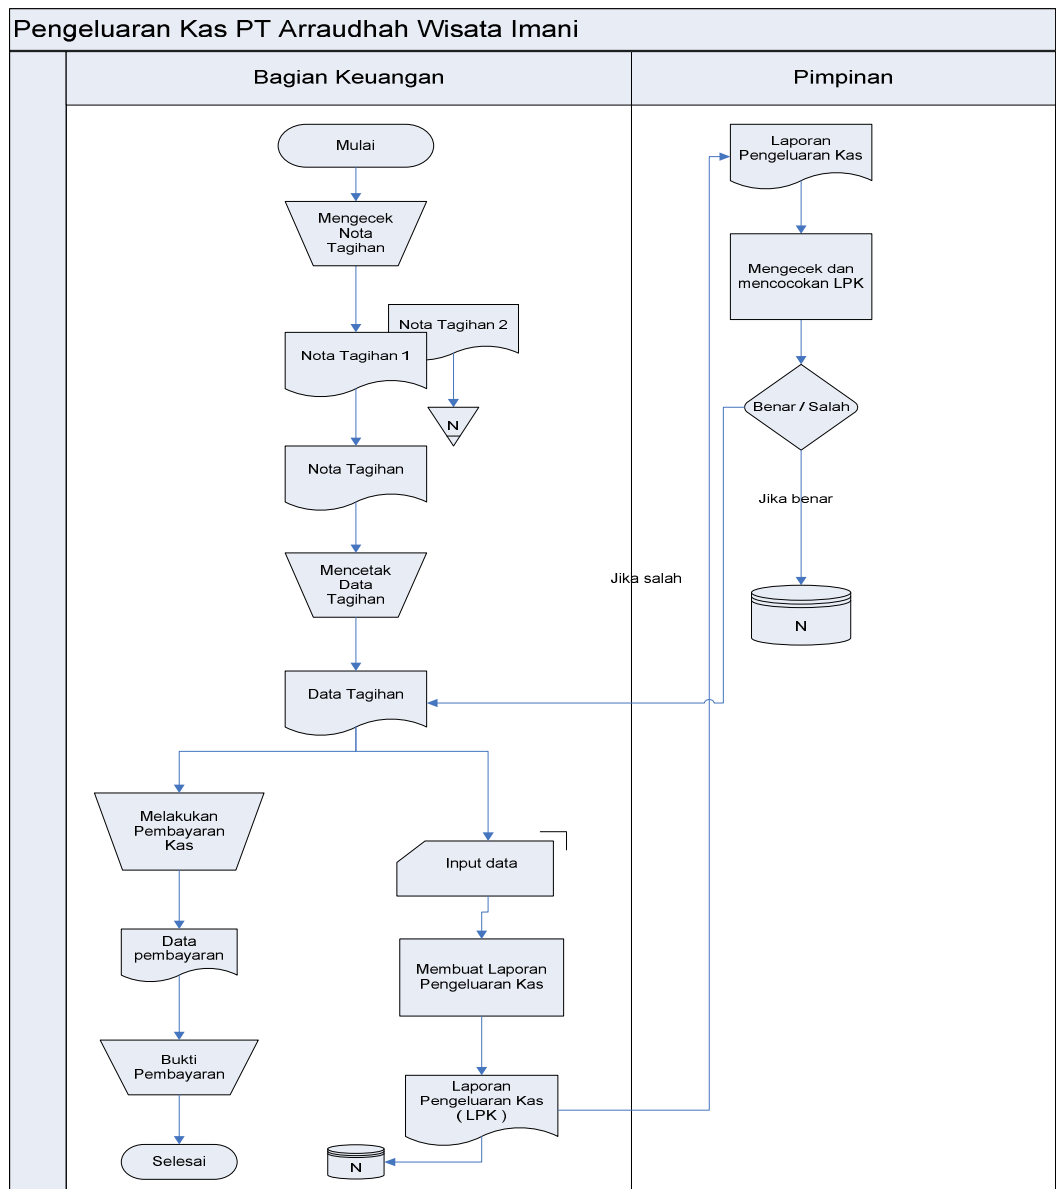 Pengeluaran Kas PT Arraudhah Wisata Imani
Bagian Keuangan
Pimpinan
Mulai
Mengecek
Nota
Tagihan
Nota Tagihan 2
Nota Tagihan 1
N
Nota Tagihan
Mencetak
Data
Tagihan
Data Tagihan
Melakukan
Pembayaran
Kas
Data
pembayaran
Bukti
Pembayaran
Selesai
Input data
Membuat Laporan
Pengeluaran Kas
Laporan
Pengeluaran Kas
( LPK )
N
Laporan
Pengeluaran Kas
Mengecek dan
mencocokan LPK
Benar / Salah
Jika benar
Jika salah
N